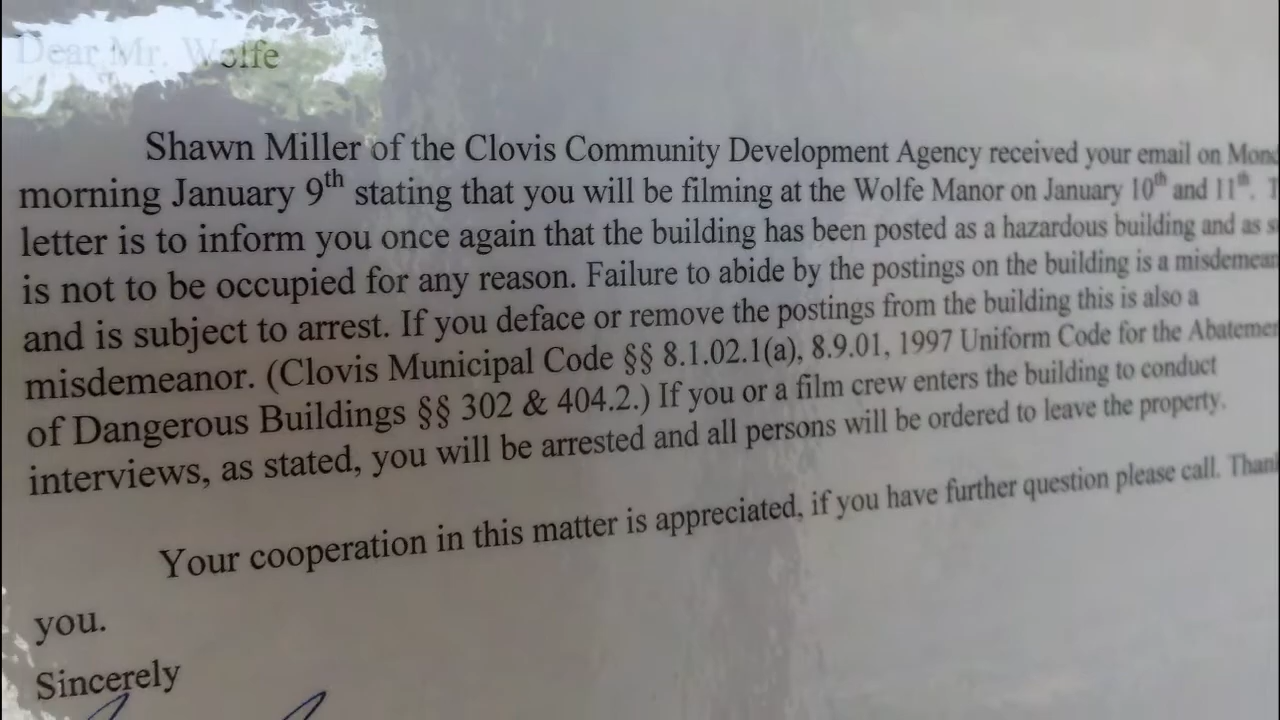 Dear Mr. Wolfe
Shawn Miller of the Clovis Community Development Agency received your email on
morning January 9th stating that you will be filming at the Wolfe Manor on January 10th and 11th.
letter is to inform you once again that the building has been posted as a hazardous building and as
is not to be occupied for any reason. Failure to abide by the postings on the building is a
and is subject to arrest. If you deface or remove the postings from the building this is also a
misdemeanor. (Clovis Municipal Code §§ 8.1.02.1(a), 8.9.01, 1997 Uniform Code for the
of Dangerous Buildings §§ 302 & 404.2.) If you or a film crew enters the building to conduct
interviews, as stated, you will be arrested and all persons will be ordered to leave the property.
Your cooperation in this matter is appreciated, if you have further question please call.
you.
Sincerely